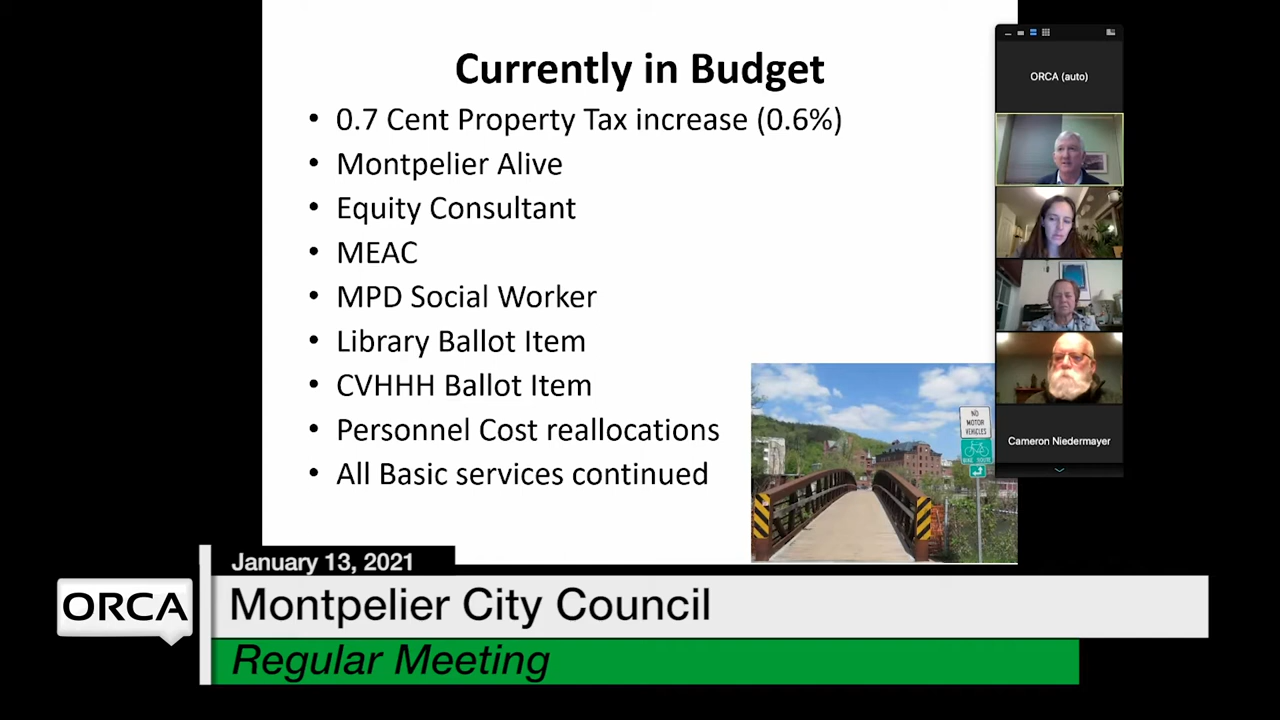 Currently in Budget
• 0.7 Cent Property Tax increase (0.6%)
• Montpelier Alive
• Equity Consultant
• MEAC
• MPD Social Worker
• Library Ballot Item
• CVHHH Ballot Item
• Personnel Cost reallocations
• All Basic services continued
ORCA (auto)
Cameron Niedermayer
NO
MOTOR
VEHICLES
BIKE ROUTE
January 13, 2021
ORCA
Montpelier City Council
Regular Meeting